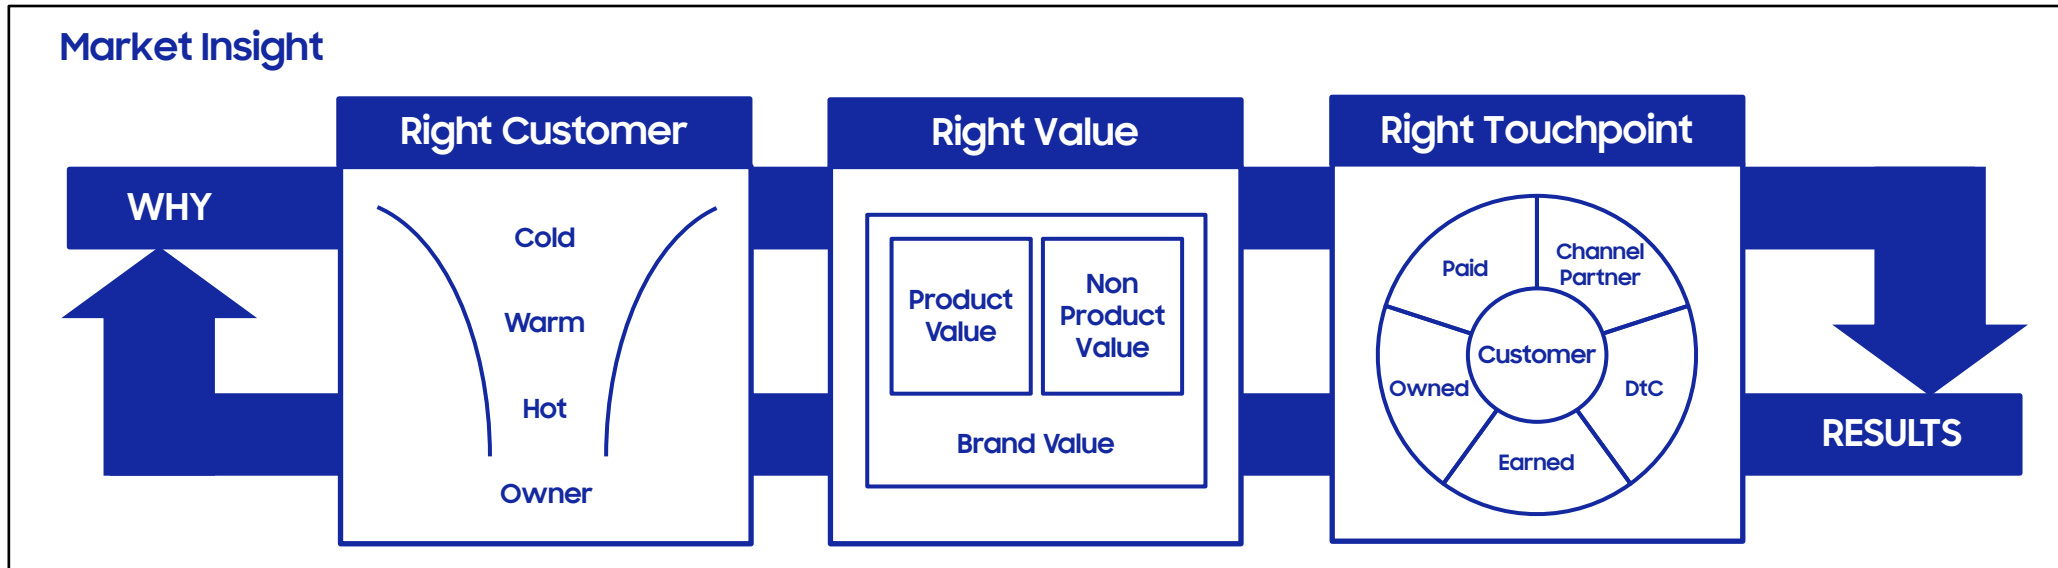 Market Insight
WHY
Right Customer
Cold
Warm
Hot
Owner
Right Value
Product
Value
Non
Product
Value
Brand Value
Right Touchpoint
Paid
Channel
Partner
Customer
Owned
DtC
Earned
RESULTS